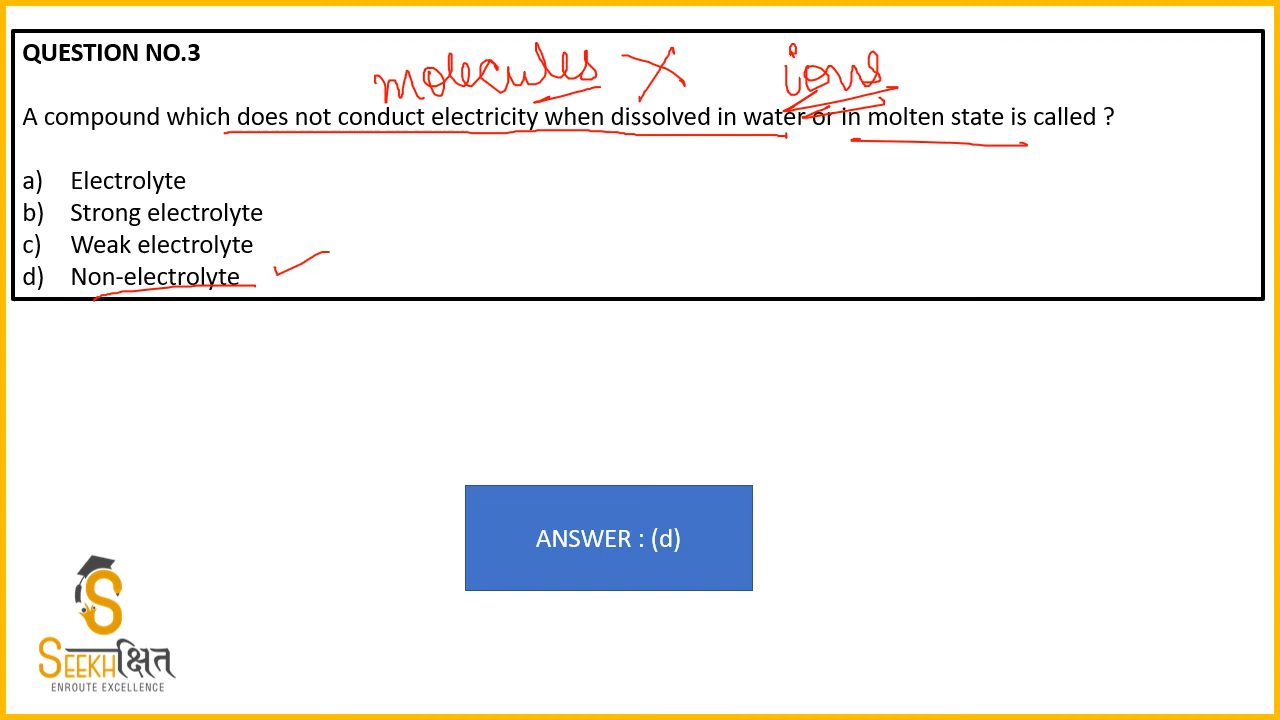 QUESTION NO.3
molecules X ions
A compound which does not conduct electricity when dissolved in water or in molten state is called ?
a) Electrolyte
b) Strong electrolyte
c) Weak electrolyte
d) Non-electrolyte
ANSWER : (d)
S
SEEKHक्षित
ENROUTE EXCELLENCE